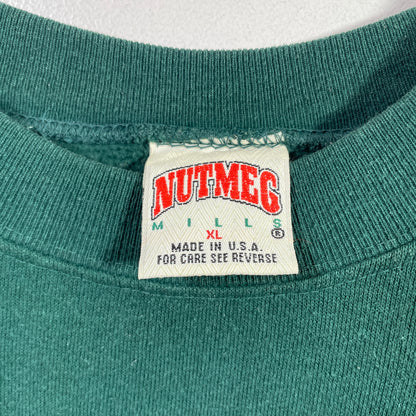 NUTMEG
MILLS
XL ®
MADE IN U.S.A.
FOR CARE SEE REVERSE